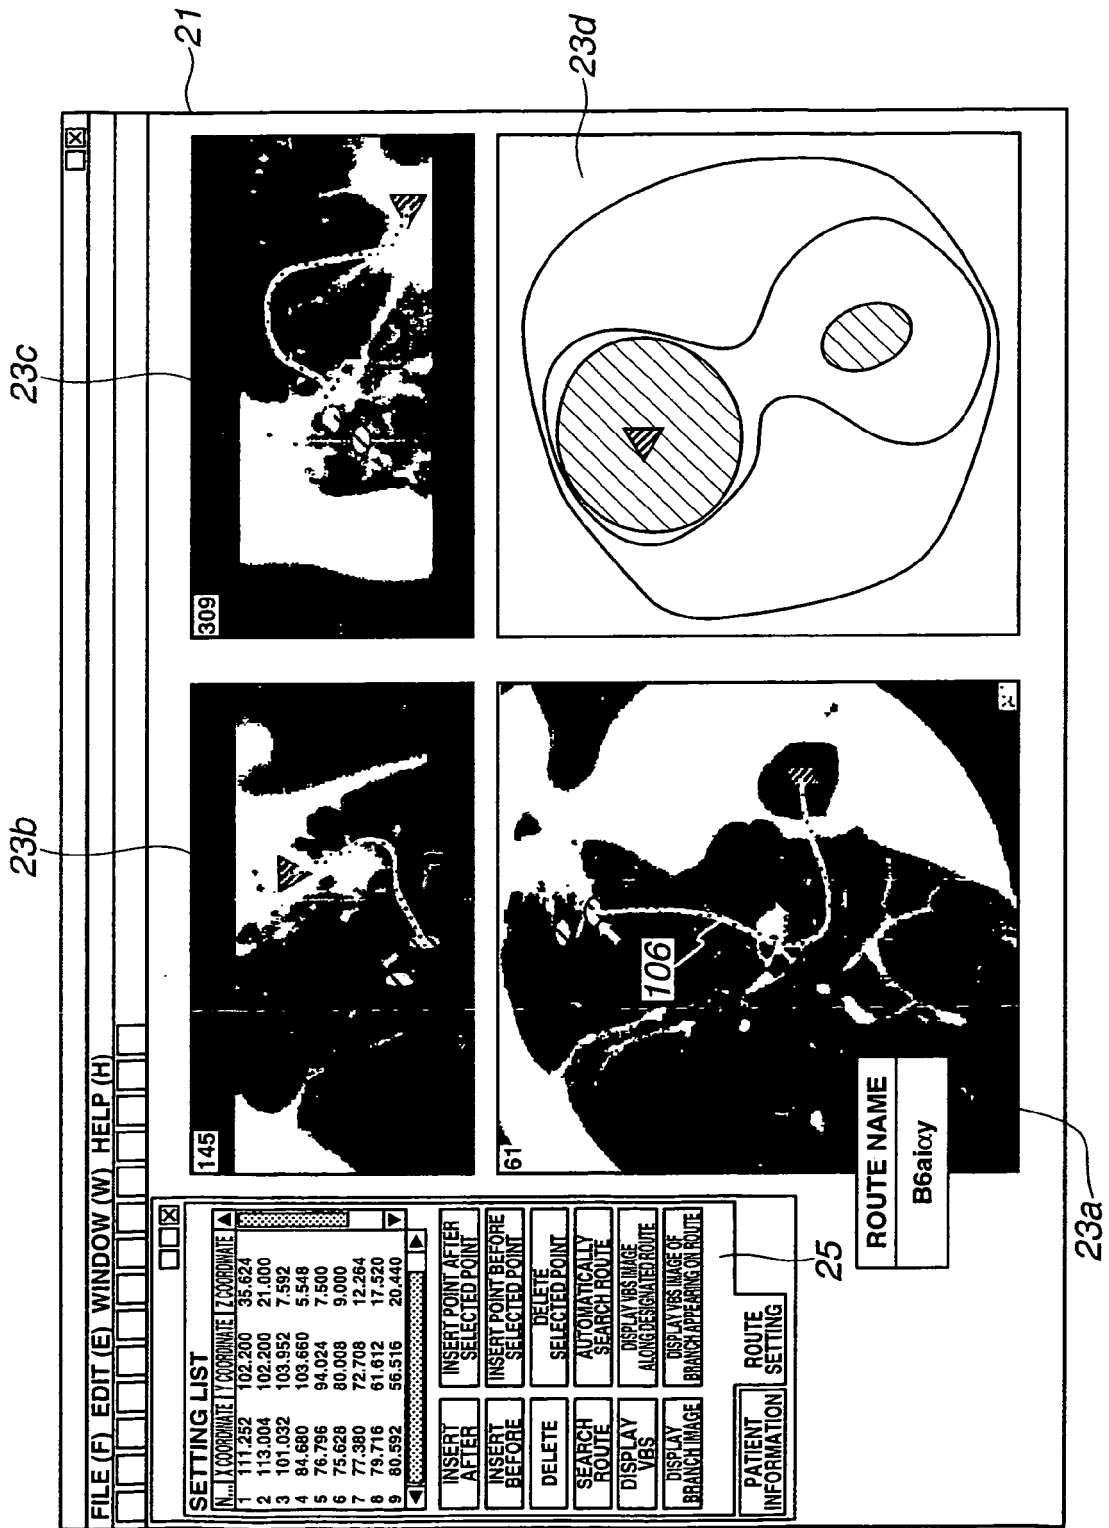 21
FILE (F) EDIT (E) WINDOW (W) HELP (H)
SETTING LIST
N... X COORDINATE Y COORDINATE Z COORDINATE
1 111.252 102.200 35.624
2 113.004 102.200 21.000
3 101.032 103.952 7.592
4 84.680 103.660 5.548
5 76.796 94.024 7.500
6 75.628 80.008 9.000
7 77.380 72.708 12.264
8 79.716 61.612 17.520
9 80.592 56.516 20.440
INSERT AFTER
INSERT POINT AFTER SELECTED POINT
INSERT BEFORE
INSERT POINT BEFORE SELECTED POINT
DELETE
DELETE SELECTED POINT
SEARCH ROUTE
AUTOMATICALLY SEARCH ROUTE
DISPLAY VBS
DISPLAY VBS IMAGE ALONG DESIGNATED ROUTE
DISPLAY BRANCH IMAGE
DISPLAY VBS IMAGE OF BRANCH APPEARING ON ROUTE
PATIENT INFORMATION
ROUTE SETTING
25
23b
145
23c
309
61
106
ROUTE NAME
B6aiαy
23a
23d